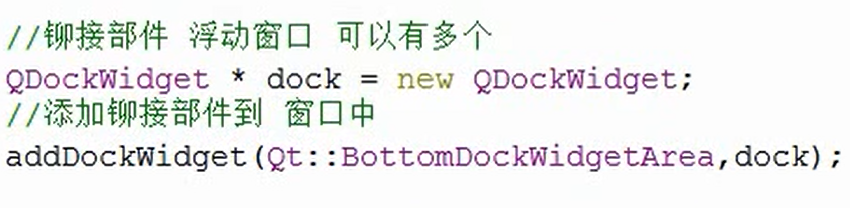 //铆接部件 浮动窗口 可以有多个
QDockWidget * dock = new QDockWidget;
//添加铆接部件到 窗口中
addDockWidget(Qt::BottomDockWidgetArea,dock);